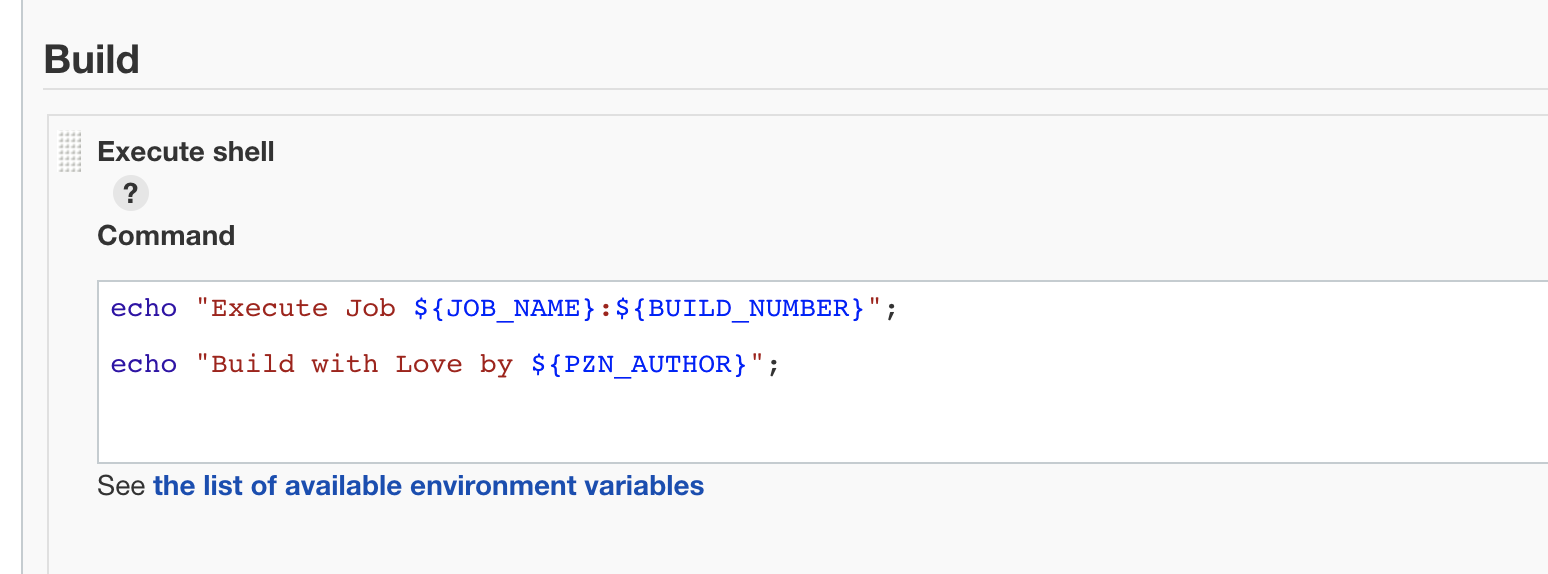 Build
Execute shell
?
Command
echo "Execute Job ${JOB_NAME}:${BUILD_NUMBER}";
echo "Build with Love by ${PZN_AUTHOR}";
See the list of available environment variables